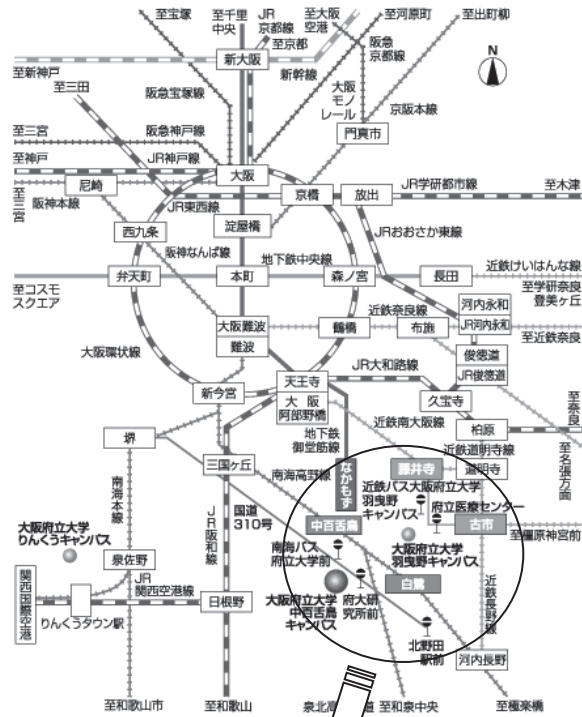 至宝塚
至千里
中央
JR
京都線
至京都
至大阪
空港
至河原町
至出町柳
N
新大阪
阪急
京都線
至新神戸
新幹線
至三田
阪急宝塚線
大阪
モノ
レール
京阪本線
至三宮
阪急神戸線
門真市
至神戸
JR神戸線
大阪
尼崎
京橋
放出
JR学研都市線
至木津
至三宮
阪神本線
JR東西線
淀屋橋
西九条
JRおおさか東線
阪神なんば線
地下鉄中央線
弁天町
本町
森ノ宮
長田
近鉄けいはんな線
至コスモ
スクエア
至学研奈良
登美ヶ丘
近鉄奈良線
河内永和
JR河内永和
大阪難波
難波
鶴橋
布施
至近鉄奈良
大阪環状線
俊徳道
JR俊徳道
天王寺
JR大和路線
新今宮
大阪
阿部野橋
久宝寺
至奈良
近鉄南大阪線
柏原
至名張方面
堺
地下鉄
御堂筋線
近鉄道明寺線
三国ヶ丘
南海高野線
なかもず
藤井寺
道明寺
南海本線
近鉄バス大阪府立大学
羽曳野
キャンパス
府立医療センター
国道
310号
中百舌鳥
古市
大阪府立大学
りんくうキャンパス
JR阪和線
南海バス
府立大学前
大阪府立大学
羽曳野キャンパス
至橿原神宮前
泉佐野
白鷺
近鉄長野線
関西国際空港
JR
関西空港線
りんくうタウン駅
日根野
大阪府立大学
中百舌鳥
キャンパス
府大研
究所前
北野田
駅前
河内長野
至和歌山市
至和歌山
泉北高
道
至和泉中央
至極楽橋